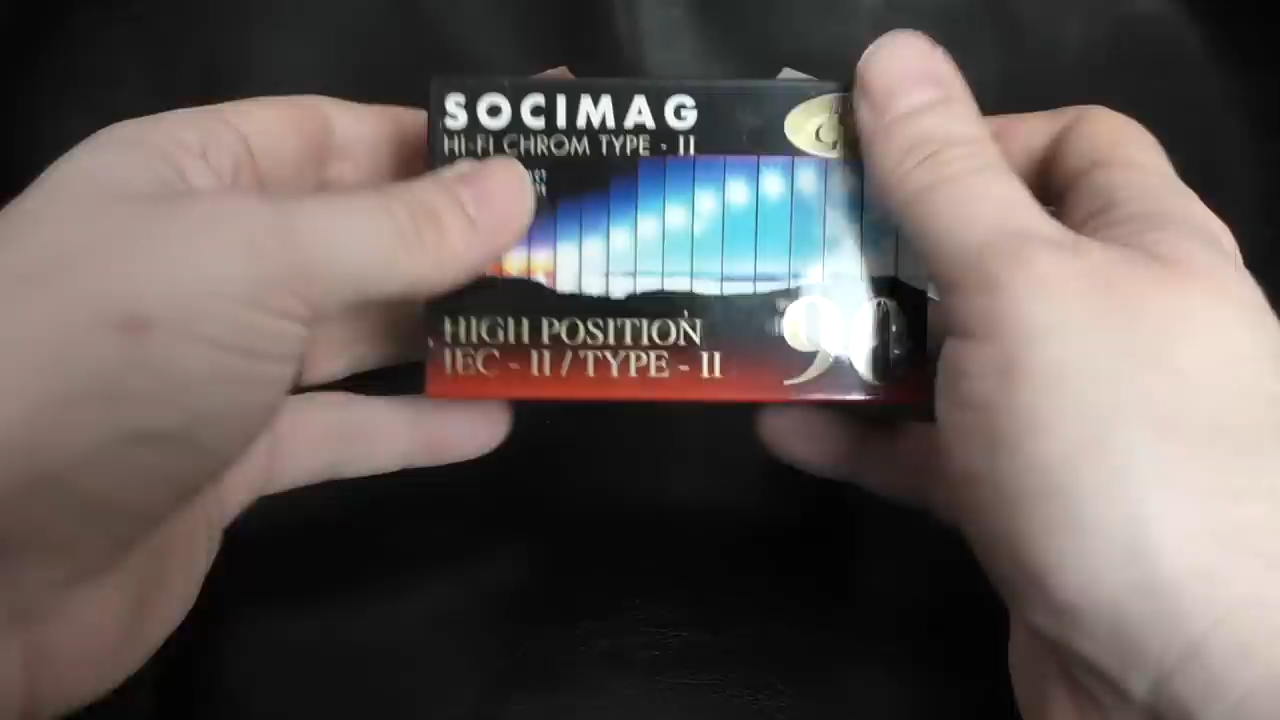 SOCIMAG
HI-FI CHROM TYPE - II
HIGH POSITION
IEC - II / TYPE - II
90